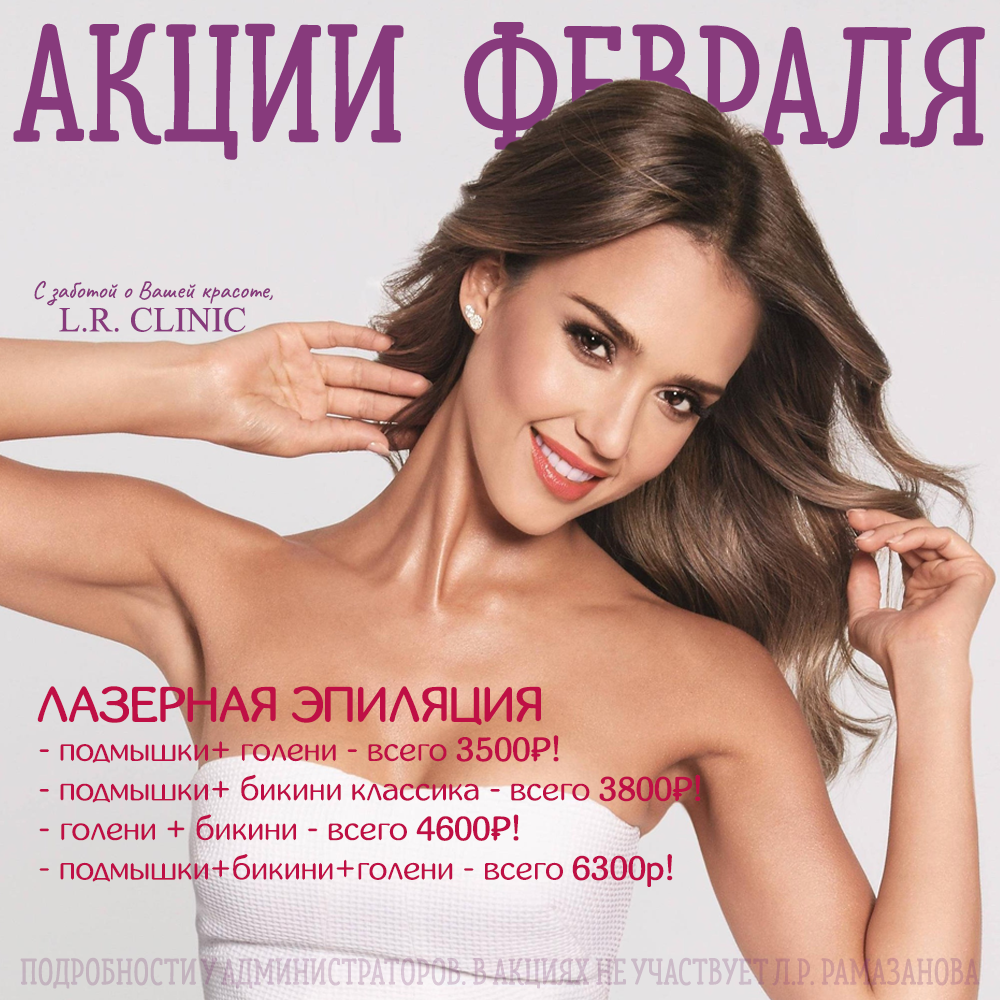 АКЦИИ ФЕВРАЛЯ
С заботой о Вашей красоте,
L.R. CLINIC
ЛАЗЕРНАЯ ЭПИЛЯЦИЯ
- подмышки+ голени - всего 3500₽!
- подмышки+ бикини классика - всего 3800₽!
- голени + бикини - всего 4600₽!
- подмышки+бикини+голени - всего 6300р!
ПОДРОБНОСТИ У АДМИНИСТРАТОРОВ. В АКЦИЯХ НЕ УЧАСТВУЕТ Л.Р. РАМАЗАНОВА